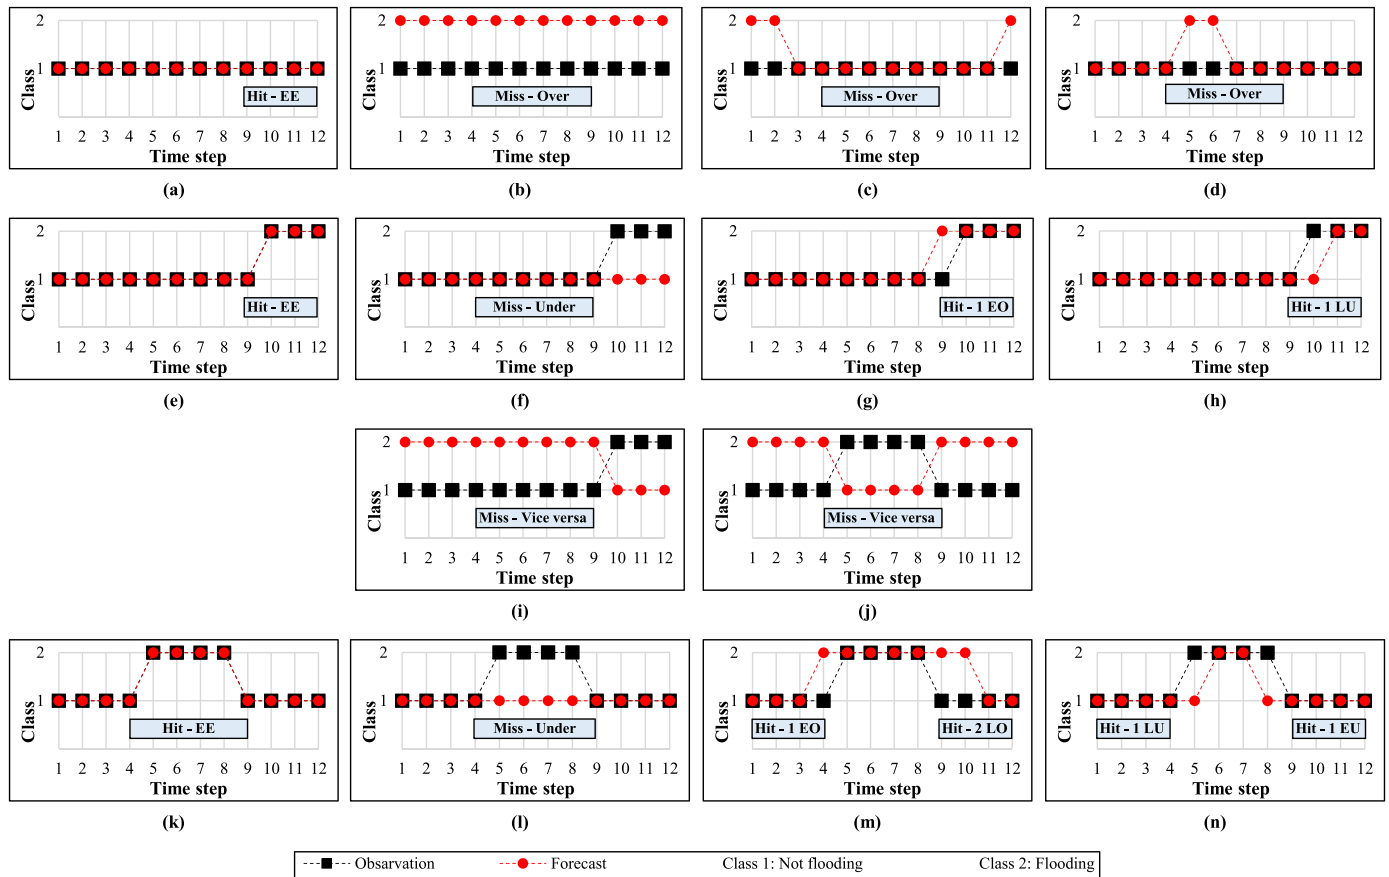 2
1
Class
Hit - EE
1 2 3 4 5 6 7 8 9 10 11 12
Time step
(a)
2
1
Class
Miss - Over
1 2 3 4 5 6 7 8 9 10 11 12
Time step
(b)
2
1
Class
Miss - Over
1 2 3 4 5 6 7 8 9 10 11 12
Time step
(c)
2
1
Class
Miss - Over
1 2 3 4 5 6 7 8 9 10 11 12
Time step
(d)
2
1
Class
Hit - EE
1 2 3 4 5 6 7 8 9 10 11 12
Time step
(e)
2
1
Class
Miss - Under
1 2 3 4 5 6 7 8 9 10 11 12
Time step
(f)
2
1
Class
Hit - 1 EO
1 2 3 4 5 6 7 8 9 10 11 12
Time step
(g)
2
1
Class
Hit - 1 LU
1 2 3 4 5 6 7 8 9 10 11 12
Time step
(h)
2
1
Class
Miss - Vice versa
1 2 3 4 5 6 7 8 9 10 11 12
Time step
(i)
2
1
Class
Miss - Vice versa
1 2 3 4 5 6 7 8 9 10 11 12
Time step
(j)
2
1
Class
Hit - EE
1 2 3 4 5 6 7 8 9 10 11 12
Time step
(k)
2
1
Class
Miss - Under
1 2 3 4 5 6 7 8 9 10 11 12
Time step
(l)
2
1
Class
Hit - 1 EO Hit - 2 LO
1 2 3 4 5 6 7 8 9 10 11 12
Time step
(m)
2
1
Class
Hit - 1 LU Hit - 1 EU
1 2 3 4 5 6 7 8 9 10 11 12
Time step
(n)
Obsarvation Forecast Class 1: Not flooding Class 2: Flooding